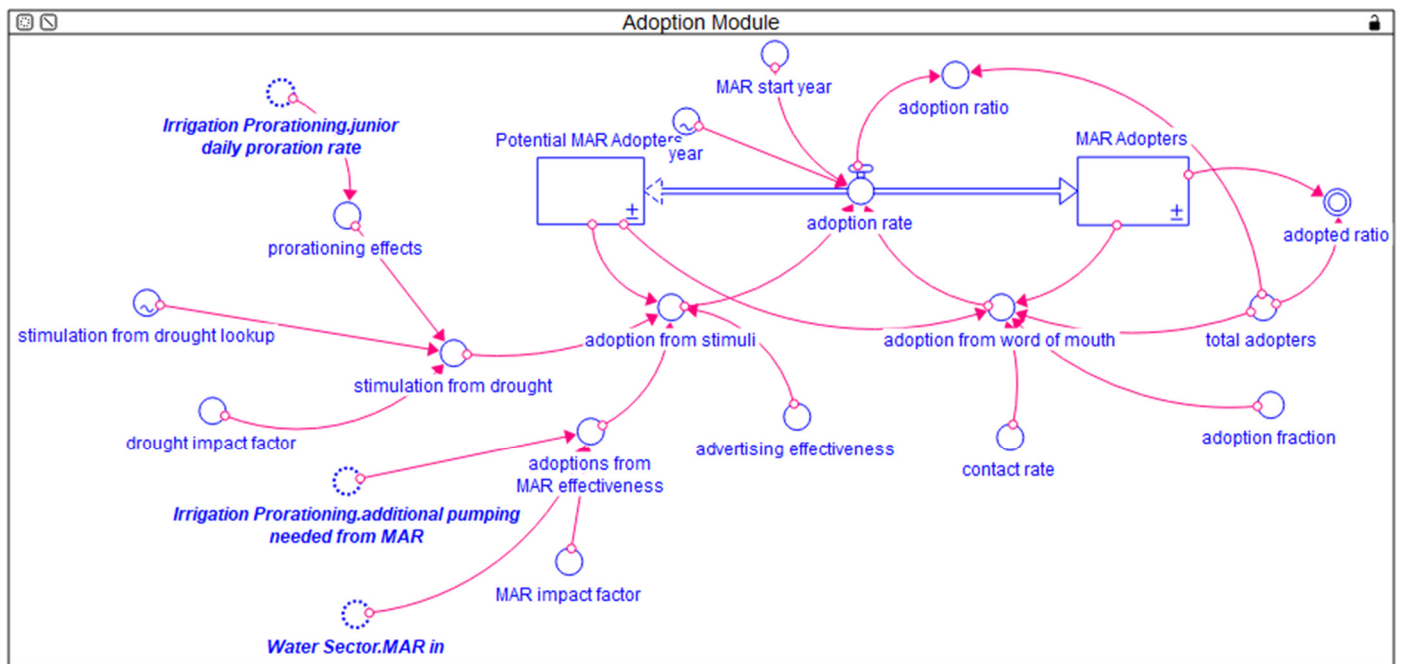 Adoption Module
MAR start year
adoption ratio
Irrigation Prorationing.junior
daily proration rate
Potential MAR Adopters
year
MAR Adopters
adoption rate
adopted ratio
prorationing effects
stimulation from drought lookup
adoption from stimuli
adoption from word of mouth
total adopters
stimulation from drought
drought impact factor
advertising effectiveness
adoption fraction
adoptions from
MAR effectiveness
contact rate
Irrigation Prorationing.additional pumping
needed from MAR
MAR impact factor
Water Sector.MAR in